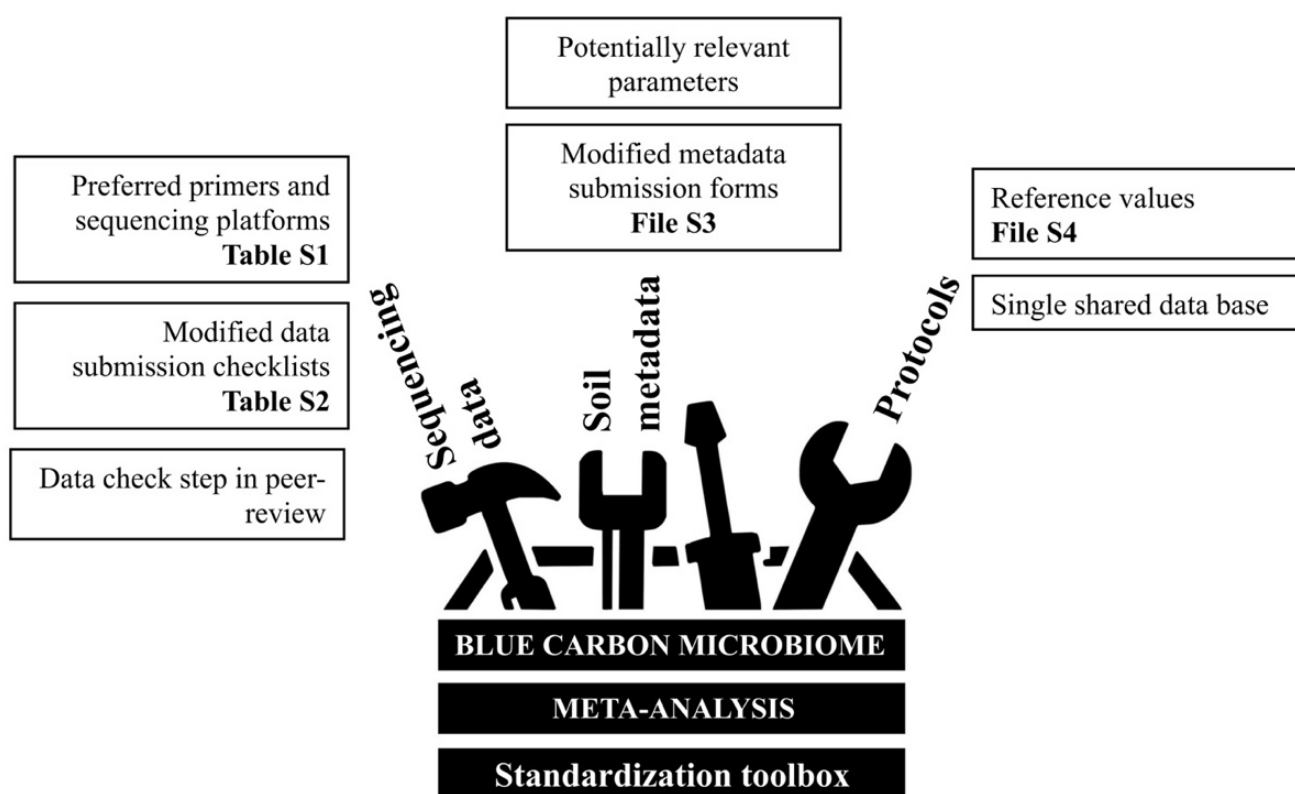 Potentially relevant
parameters
Modified metadata
submission forms
File S3
Preferred primers and
sequencing platforms
Table S1
Modified data
submission checklists
Table S2
Data check step in peer-
review
Reference values
File S4
Single shared data base
Sequencing
data
Soil
metadata
Protocols
BLUE CARBON MICROBIOME
META-ANALYSIS
Standardization toolbox